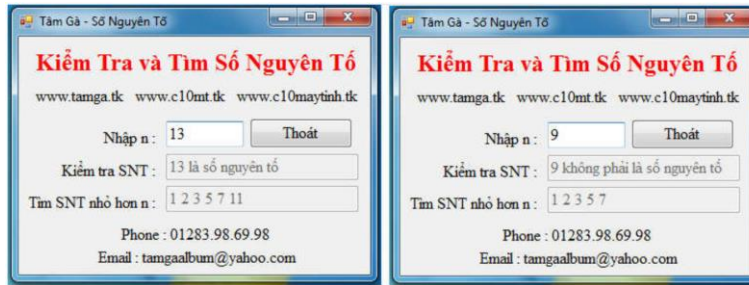 Tâm Gà - Số Nguyên Tố
Kiểm Tra và Tìm Số Nguyên Tố
www.tamga.tk www.c10mt.tk www.c10maytinh.tk
Nhập n : 13 Thoát
Kiểm tra SNT : 13 là số nguyên tố
Tìm SNT nhỏ hơn n : 1 2 3 5 7 11
Phone : 01283.98.69.98
Email : tamgaalbum@yahoo.com
Tâm Gà - Số Nguyên Tố
Kiểm Tra và Tìm Số Nguyên Tố
www.tamga.tk www.c10mt.tk www.c10maytinh.tk
Nhập n : 9 Thoát
Kiểm tra SNT : 9 không phải là số nguyên tố
Tìm SNT nhỏ hơn n : 1 2 3 5 7
Phone : 01283.98.69.98
Email : tamgaalbum@yahoo.com